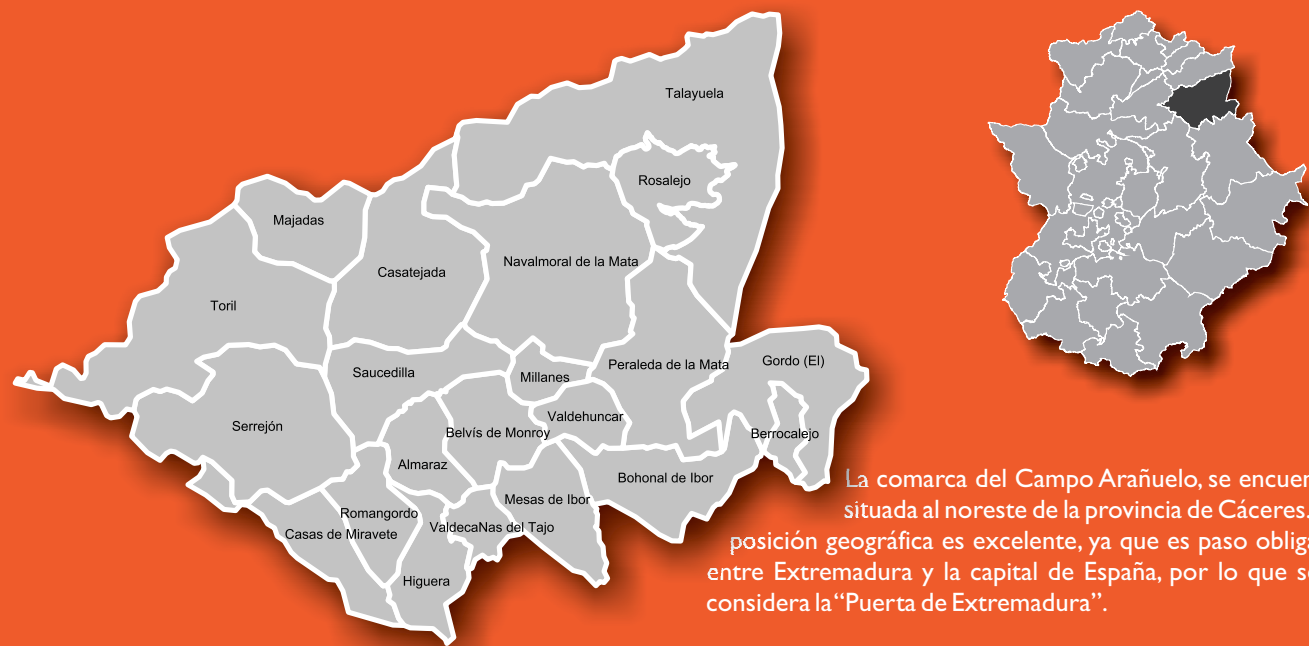 Talayuela
Rosalejo
Majadas
Navalmoral de la Mata
Casatejada
Toril
Gordo (El)
Peraleda de la Mata
Saucedilla
Millanes
Valdehuncar
Serrejón
Belvís de Monroy
Berrocalejo
Almaraz
Bohonal de Ibor
Mesas de Ibor
Romangordo
ValdecaNas del Tajo
Casas de Miravete
Higuera
La comarca del Campo Arañuelo, se encuen
situada al noreste de la provincia de Cáceres.
posición geográfica es excelente, ya que es paso obliga
entre Extremadura y la capital de España, por lo que s
considera la “Puerta de Extremadura”.